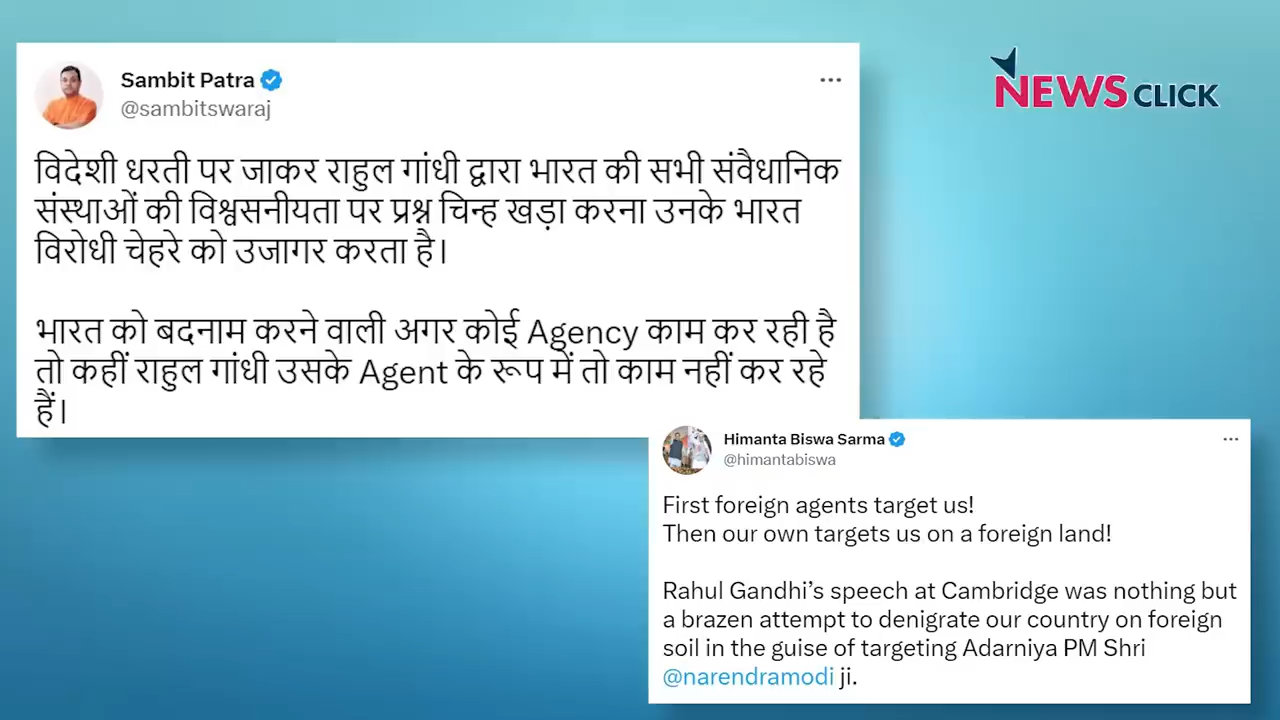 NEWS CLICK
Sambit Patra
@sambitswaraj
विदेशी धरती पर जाकर राहुल गांधी द्वारा भारत की सभी संवैधानिक
संस्थाओं की विश्वसनीयता पर प्रश्न चिन्ह खड़ा करना उनके भारत
विरोधी चेहरे को उजागर करता है।
भारत को बदनाम करने वाली अगर कोई Agency काम कर रही है
तो कहीं राहुल गांधी उसके Agent के रूप में तो काम नहीं कर रहे
हैं।
Himanta Biswa Sarma
@himantabiswa
First foreign agents target us!
Then our own targets us on a foreign land!
Rahul Gandhi’s speech at Cambridge was nothing but
a brazen attempt to denigrate our country on foreign
soil in the guise of targeting Adarniya PM Shri
@narendramodi ji.